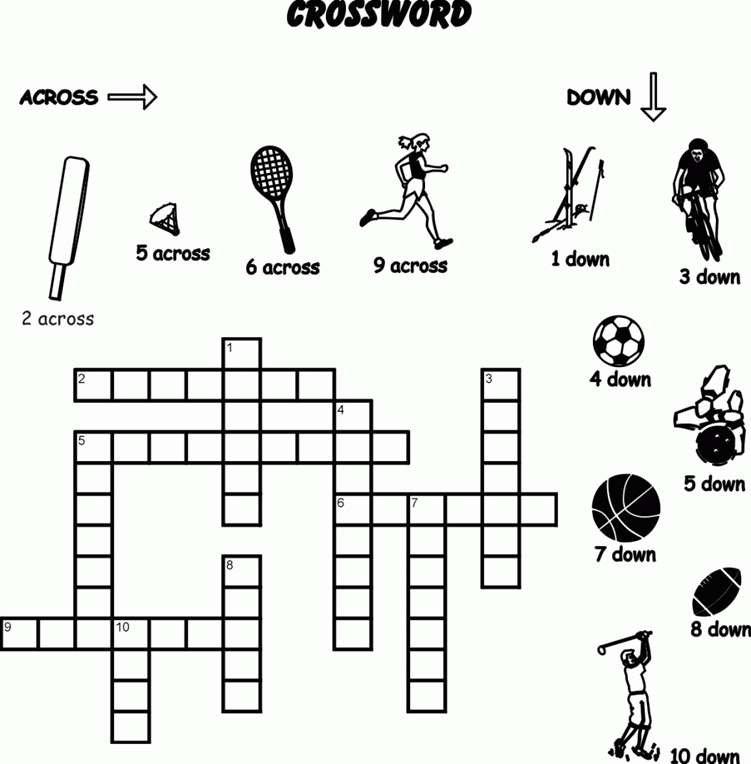 CROSSWORD
ACROSS
DOWN
2 across
5 across
6 across
9 across
1 down
3 down
4 down
5 down
7 down
8 down
10 down
1
2
3
4
5
6
7
8
9
10